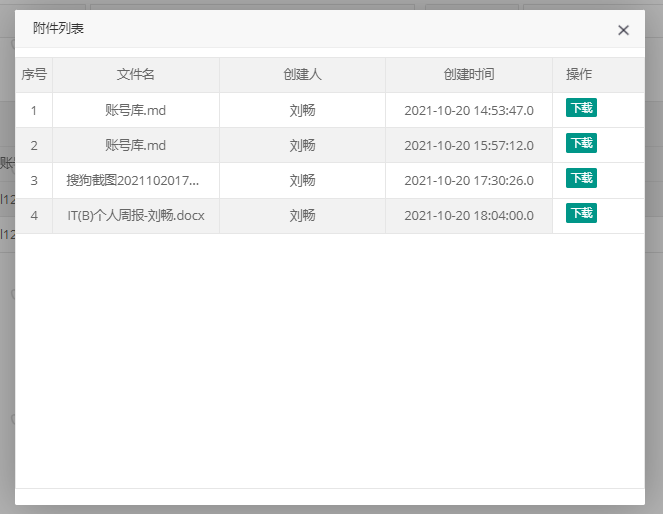 附件列表
序号 文件名 创建人 创建时间 操作
1 账号库.md 刘畅 2021-10-20 14:53:47.0 下载
2 账号库.md 刘畅 2021-10-20 15:57:12.0 下载
3 搜狗截图2021102017... 刘畅 2021-10-20 17:30:26.0 下载
4 IT(B)个人周报-刘畅.docx 刘畅 2021-10-20 18:04:00.0 下载
账
l12
l12